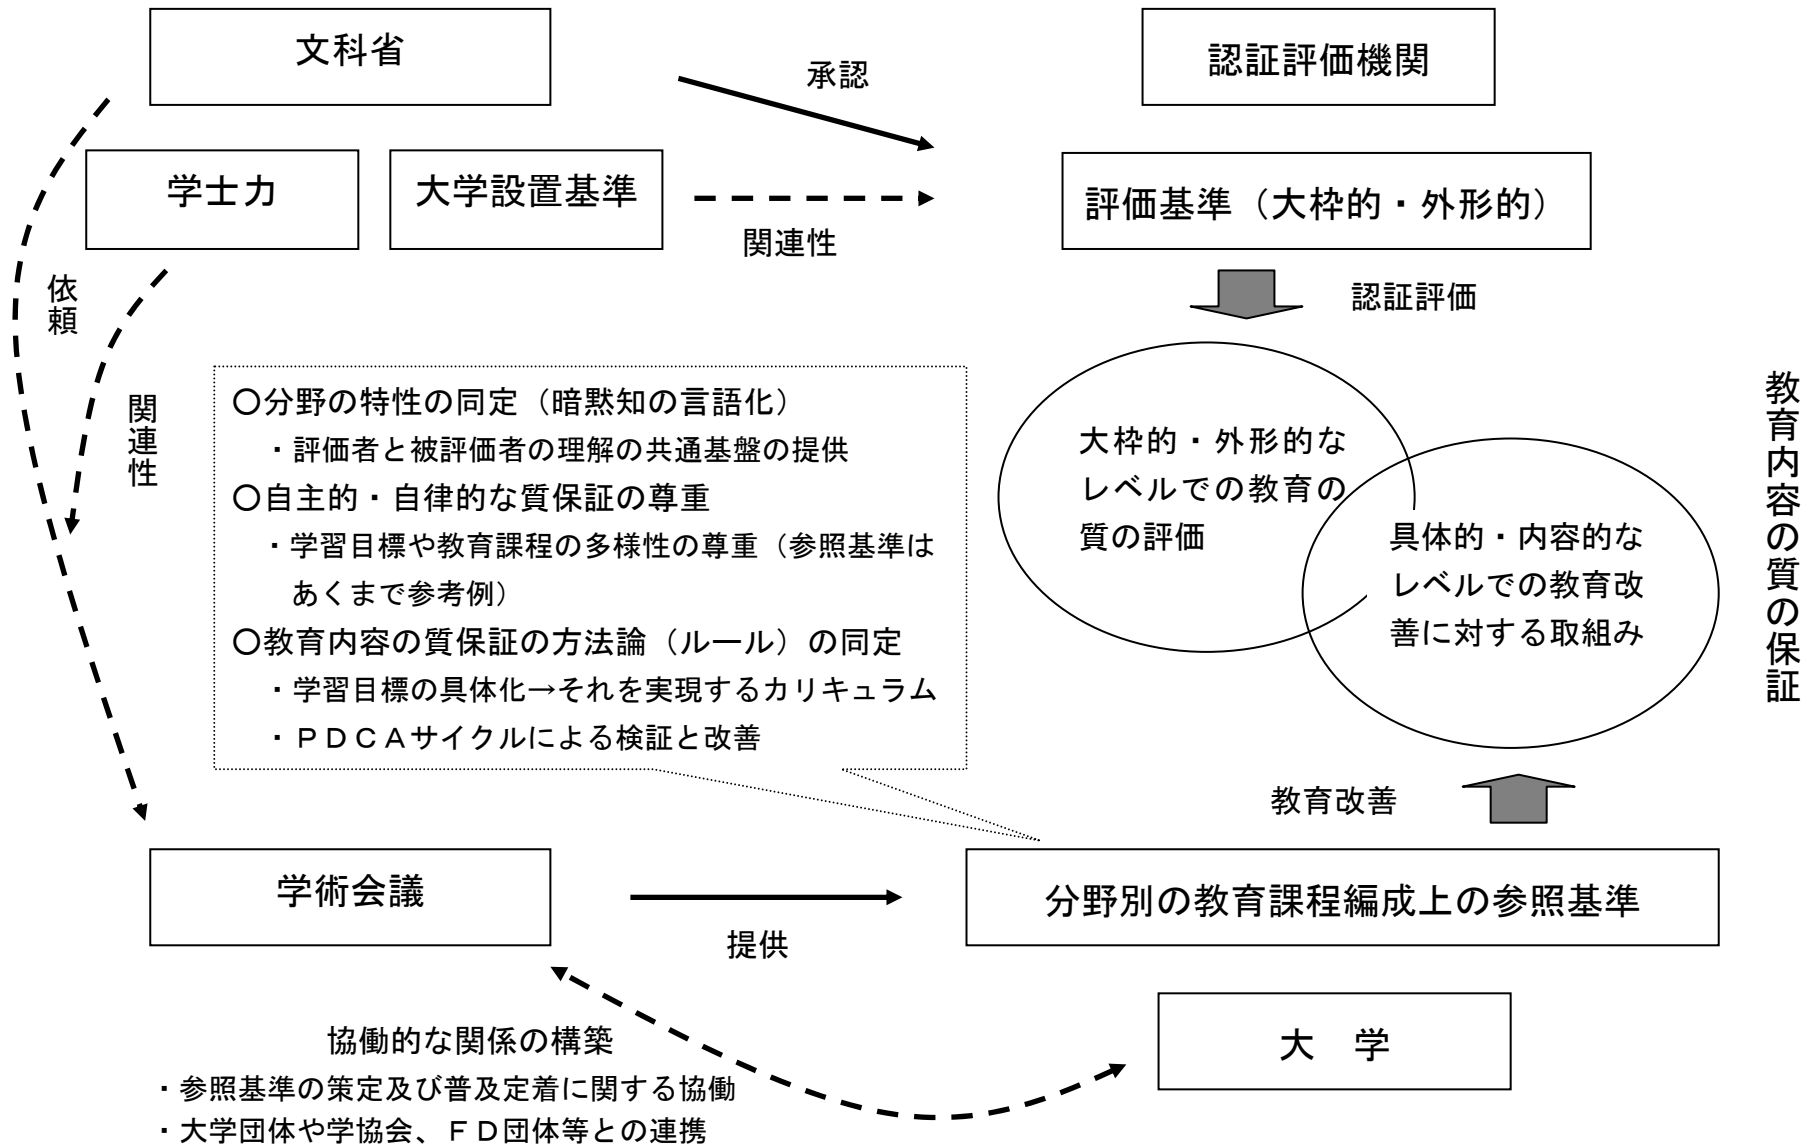 文科省
承認
認証評価機関
学士力
大学設置基準
関連性
評価基準（大枠的・外形的）
依頼
関連性
認証評価
〇分野の特性の同定（暗黙知の言語化）
・評価者と被評価者の理解の共通基盤の提供
〇自主的・自律的な質保証の尊重
・学習目標や教育課程の多様性の尊重（参照基準は
あくまで参考例）
〇教育内容の質保証の方法論（ルール）の同定
・学習目標の具体化→それを実現するカリキュラム
・ＰＤＣＡサイクルによる検証と改善
大枠的・外形的な
レベルでの教育の
質の評価
具体的・内容的な
レベルでの教育改
善に対する取組み
教育内容の質の保証
教育改善
学術会議
提供
分野別の教育課程編成上の参照基準
大　学
協働的な関係の構築
・参照基準の策定及び普及定着に関する協働
・大学団体や学協会、ＦＤ団体等との連携